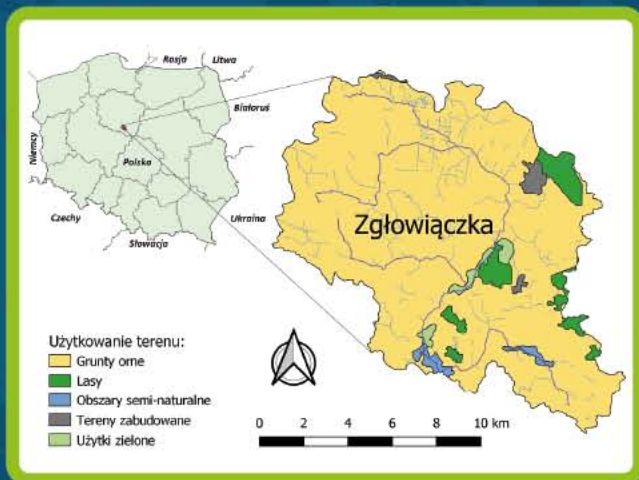 Rosja
Litwa
Białoruś
Niemcy
Polska
Czechy
Ukraina
Słowacja
Zgłowiączka
Użytkowanie terenu:
Grunty orne
Lasy
Obszary semi-naturalne
Tereny zabudowane
Użytki zielone
0 2 4 6 8 10 km